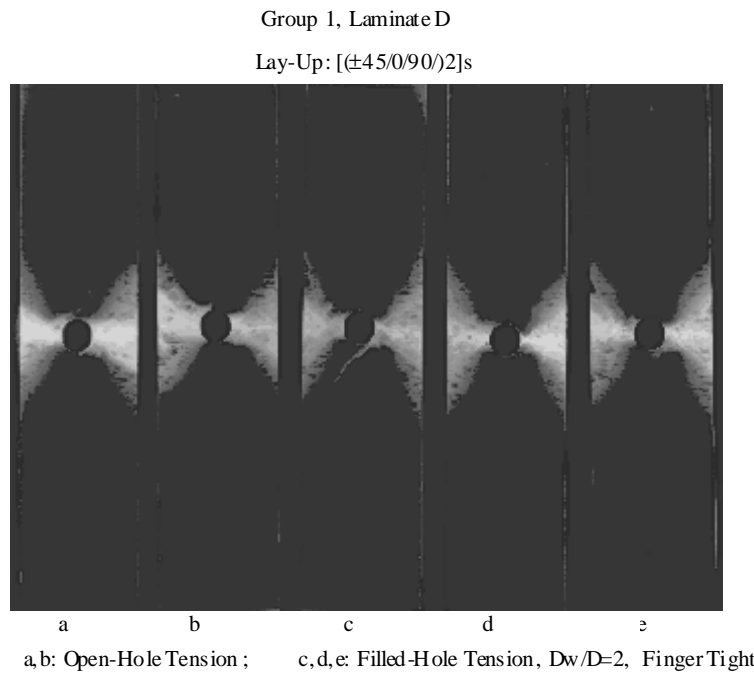 Group 1, Laminate D
Lay-Up: [(±45/0/90/)2]s
a b c d e
a,b: Open-Hole Tension ; c,d,e: Filled-Hole Tension, Dw/D=2, Finger Tight